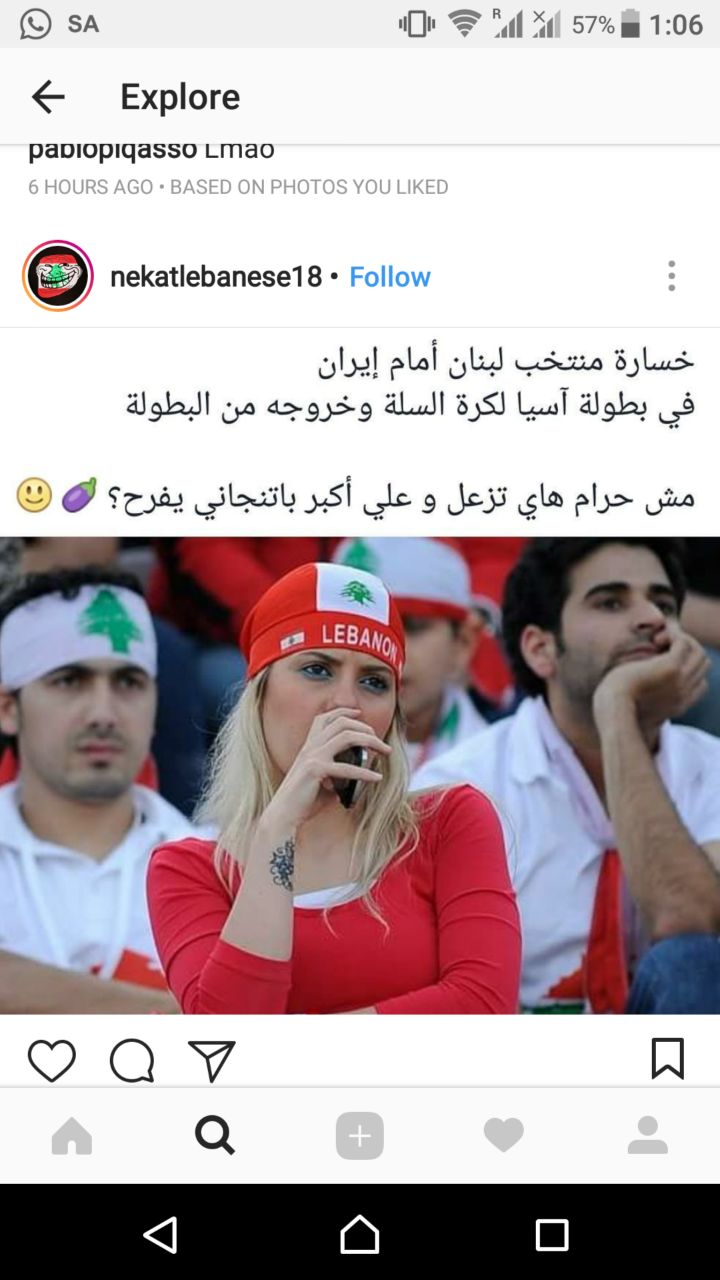 SA
R
57%
1:06
Explore
pablopiqasso Lmao
6 HOURS AGO • BASED ON PHOTOS YOU LIKED
nekatlebanese18 • Follow
خسارة منتخب لبنان أمام إيران
في بطولة آسيا لكرة السلة وخروجه من البطولة
مش حرام هاي تزعل و علي أكبر باتنجاني يفرح؟ 🍆 🙂
LEBANON